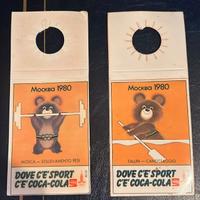 Москва 1980
MOSCA — SOLLEVAMENTO PESI
DOVE C'È SPORT
C'È COCA-COLA
Москва 1980
TALLIN — CANOTTAGGIO
DOVE C'È SPORT
C'È COCA-COLA